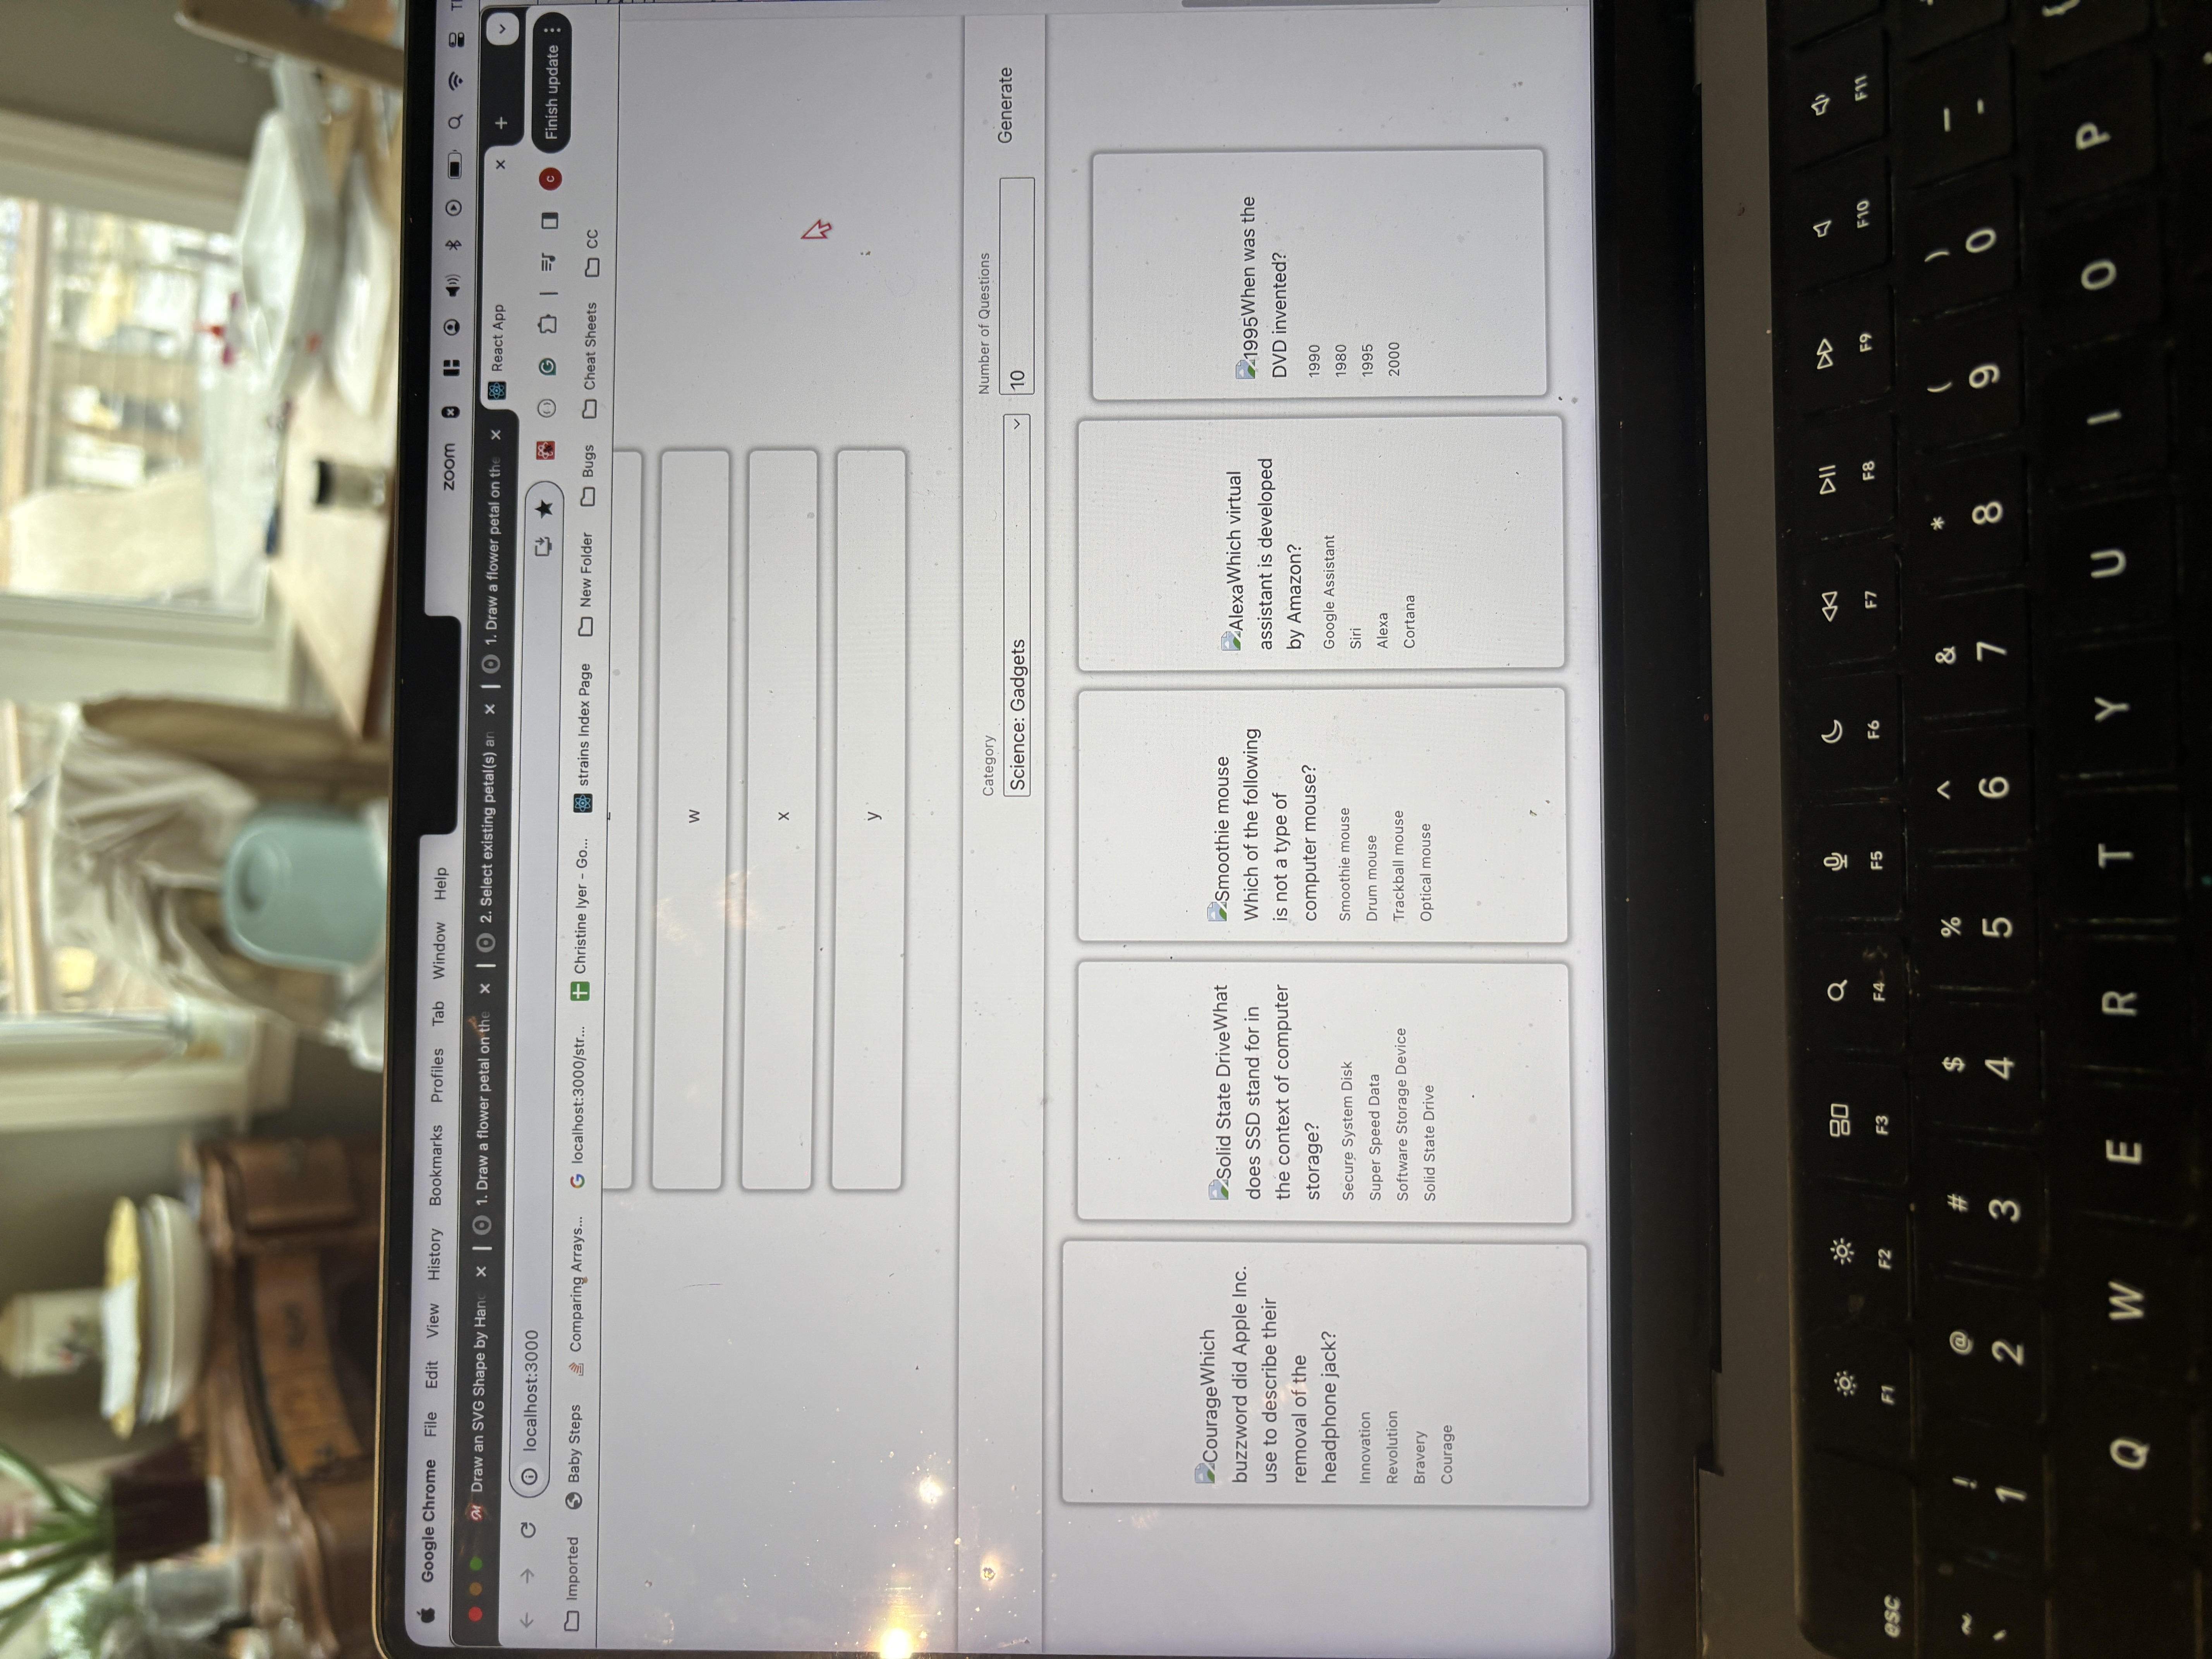 Google Chrome File Edit View History Bookmarks Profiles Tab Window Help
zoom
Draw an SVG Shape by Han
1. Draw a flower petal on the
2. Select existing petal(s) an
1. Draw a flower petal on the
React App
localhost:3000
C
Finish update
Imported
Baby Steps
Comparing Arrays...
localhost:3000/str...
Christine Iyer - Go...
strains Index Page
New Folder
Bugs
Cheat Sheets
CC
w
x
y
Category
Science: Gadgets
Number of Questions
10
Generate
CourageWhich
buzzword did Apple Inc.
use to describe their
removal of the
headphone jack?
Innovation
Revolution
Bravery
Courage
Solid State DriveWhat
does SSD stand for in
the context of computer
storage?
Secure System Disk
Super Speed Data
Software Storage Device
Solid State Drive
Smoothie mouse
Which of the following
is not a type of
computer mouse?
Smoothie mouse
Drum mouse
Trackball mouse
Optical mouse
AlexaWhich virtual
assistant is developed
by Amazon?
Google Assistant
Siri
Alexa
Cortana
1995When was the
DVD invented?
1990
1980
1995
2000
esc F1 F2 F3 F4 F5 F6 F7 F8 F9 F10 F11
~ ! @ # $ % ^ & * ( ) —
` 1 2 3 4 5 6 7 8 9 0 -
Q W E R T Y U I O P